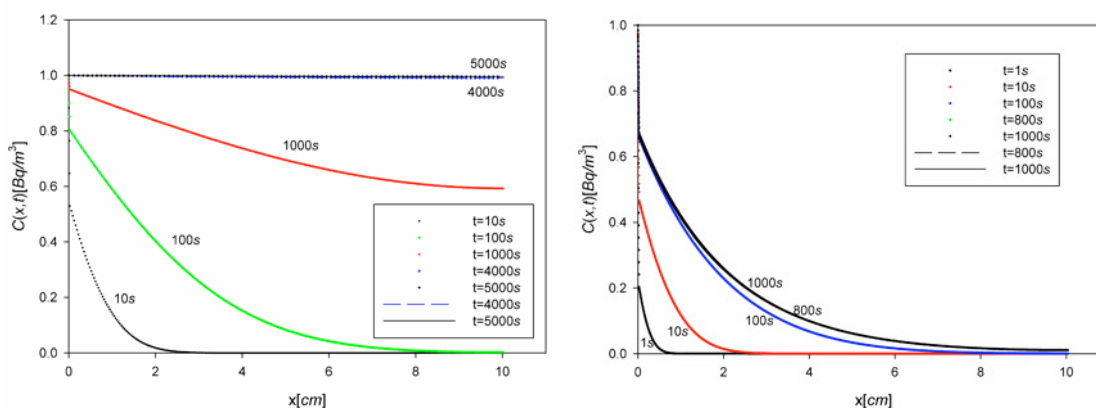 1.2
1.0
0.8
0.6
0.4
0.2
0.0
C(x,t)[Bq/m³]
5000s
4000s
1000s
100s
10s
t=10s
t=100s
t=1000s
t=4000s
t=5000s
t=4000s
t=5000s
0 2 4 6 8 10
x[cm]
1.0
0.8
0.6
0.4
0.2
0.0
C(x,t)[Bq/m³]
t=1s
t=10s
t=100s
t=800s
t=1000s
t=800s
t=1000s
1000s
800s
100s
10s
1s
0 2 4 6 8 10
x[cm]